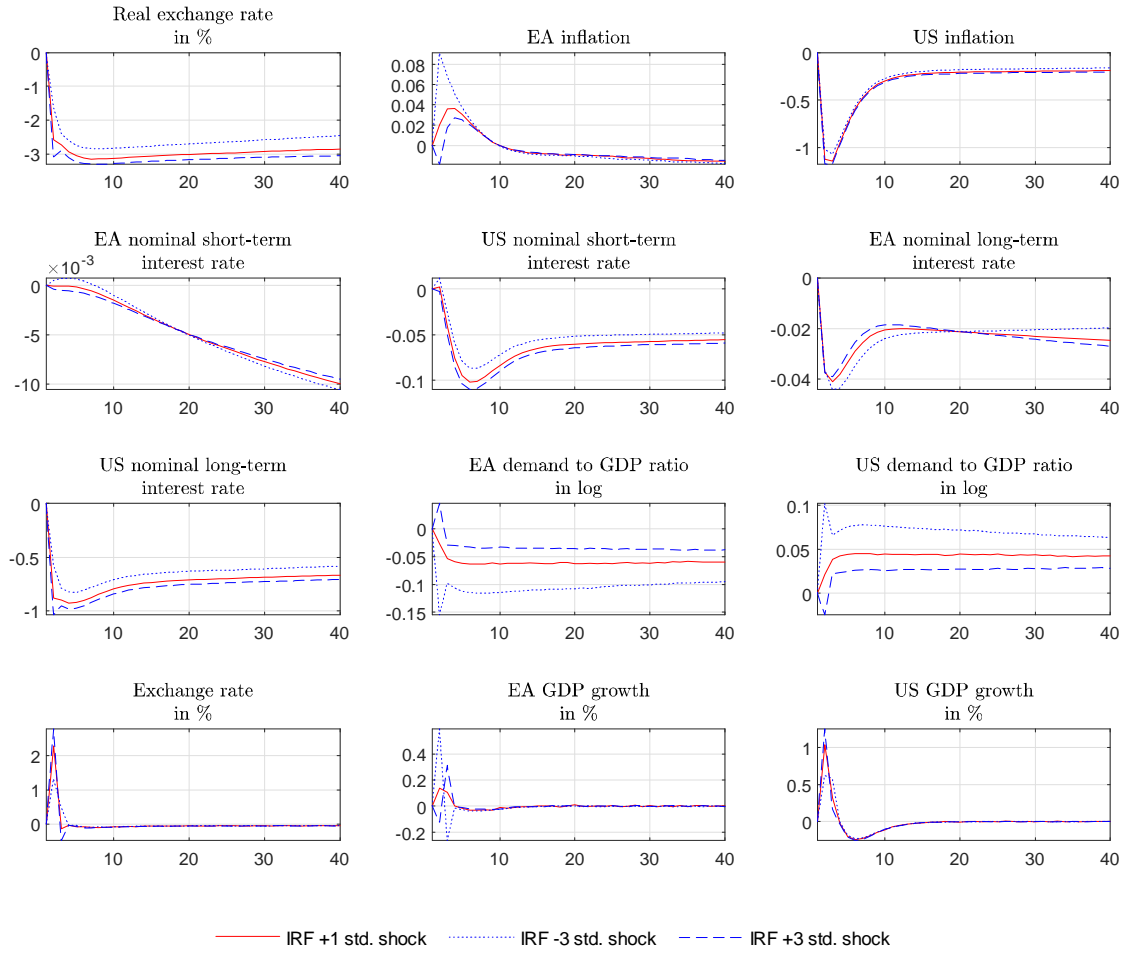 Real exchange rate
in %
EA inflation
US inflation
0
-1
-2
-3
10 20 30 40
0.08
0.06
0.04
0.02
0
10 20 30 40
0
-0.5
-1
10 20 30 40
EA nominal short-term
interest rate
US nominal short-term
interest rate
EA nominal long-term
interest rate
×10-3
0
-5
-10
10 20 30 40
0
-0.05
-0.1
10 20 30 40
0
-0.02
-0.04
10 20 30 40
US nominal long-term
interest rate
EA demand to GDP ratio
in log
US demand to GDP ratio
in log
0
-0.5
-1
10 20 30 40
0
-0.05
-0.1
-0.15
10 20 30 40
0.1
0.05
0
10 20 30 40
Exchange rate
in %
EA GDP growth
in %
US GDP growth
in %
2
1
0
10 20 30 40
0.4
0.2
0
-0.2
10 20 30 40
1
0.5
0
10 20 30 40
IRF +1 std. shock IRF -3 std. shock IRF +3 std. shock